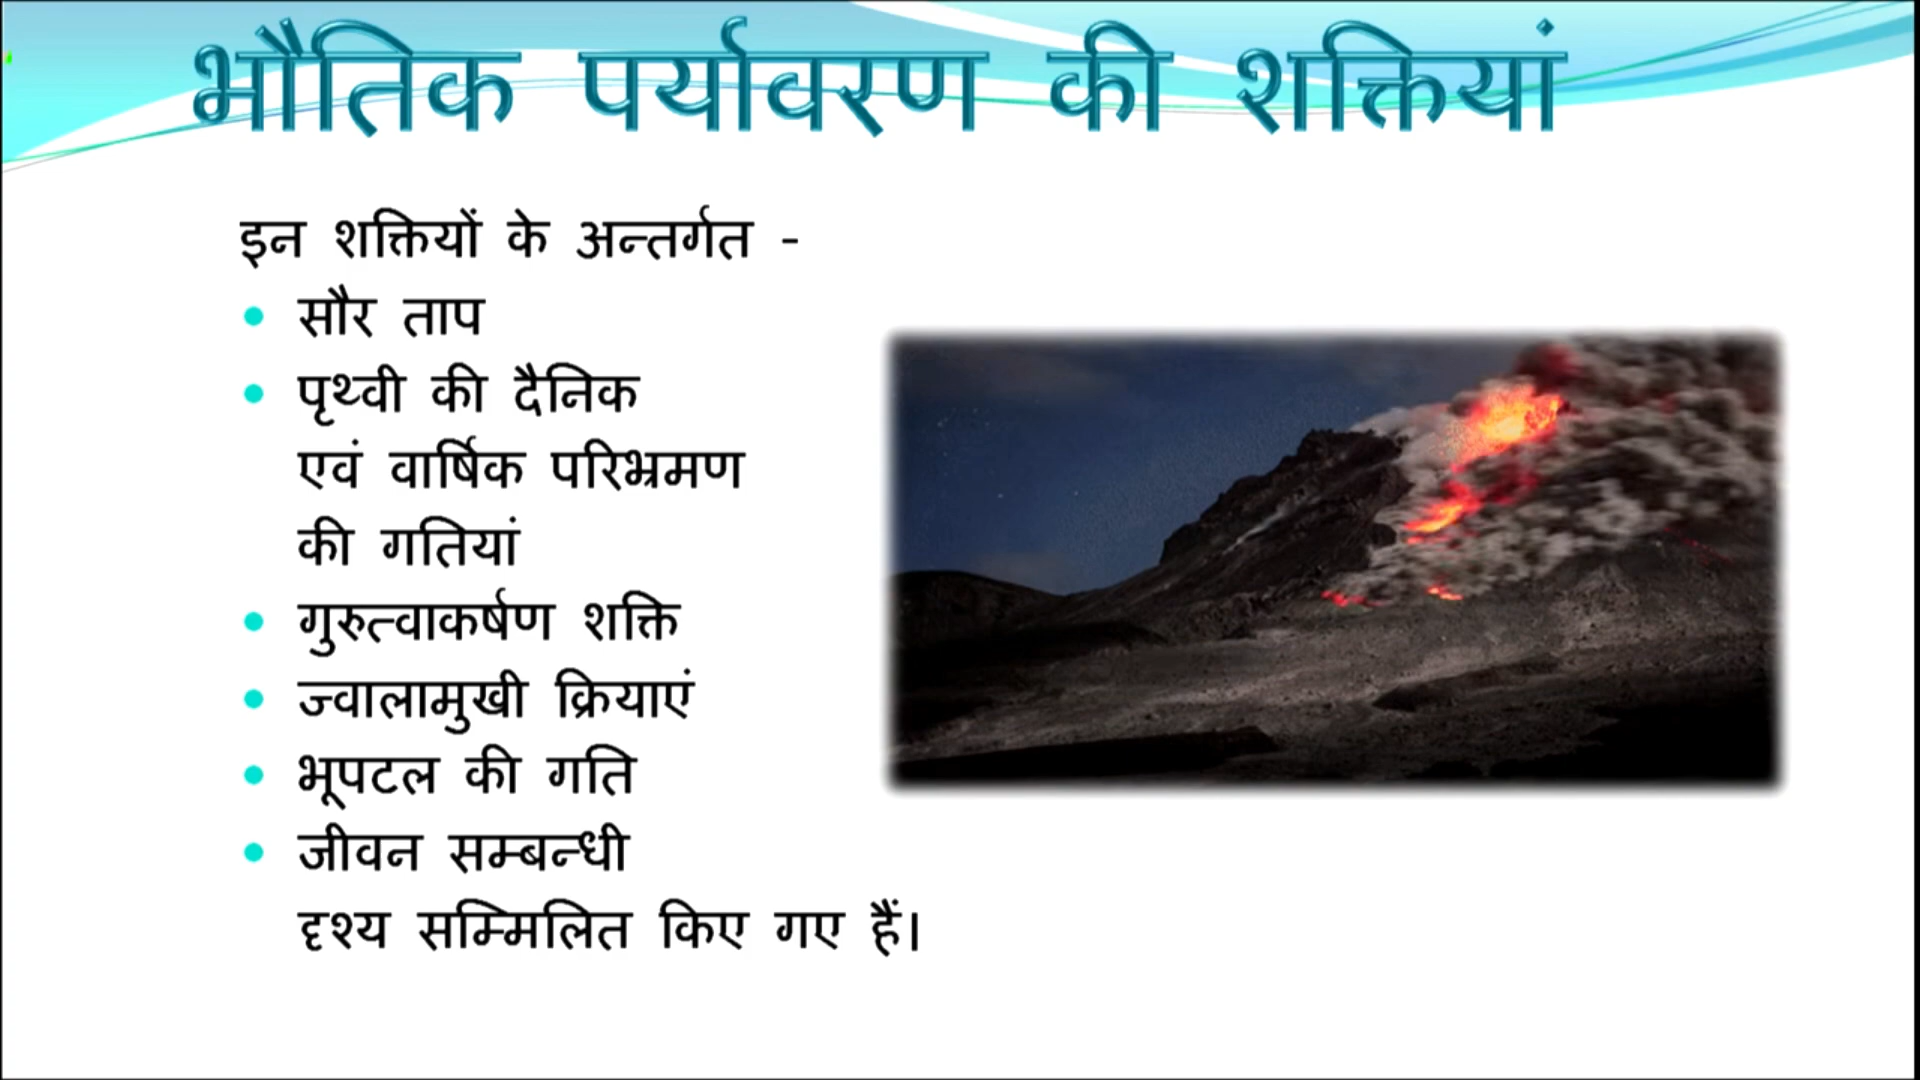 भौतिक पर्यावरण की शक्तियां
इन शक्तियों के अन्तर्गत -
• सौर ताप
• पृथ्वी की दैनिक
एवं वार्षिक परिभ्रमण
की गतियां
• गुरुत्वाकर्षण शक्ति
• ज्वालामुखी क्रियाएं
• भूपटल की गति
• जीवन सम्बन्धी
दृश्य सम्मिलित किए गए हैं।